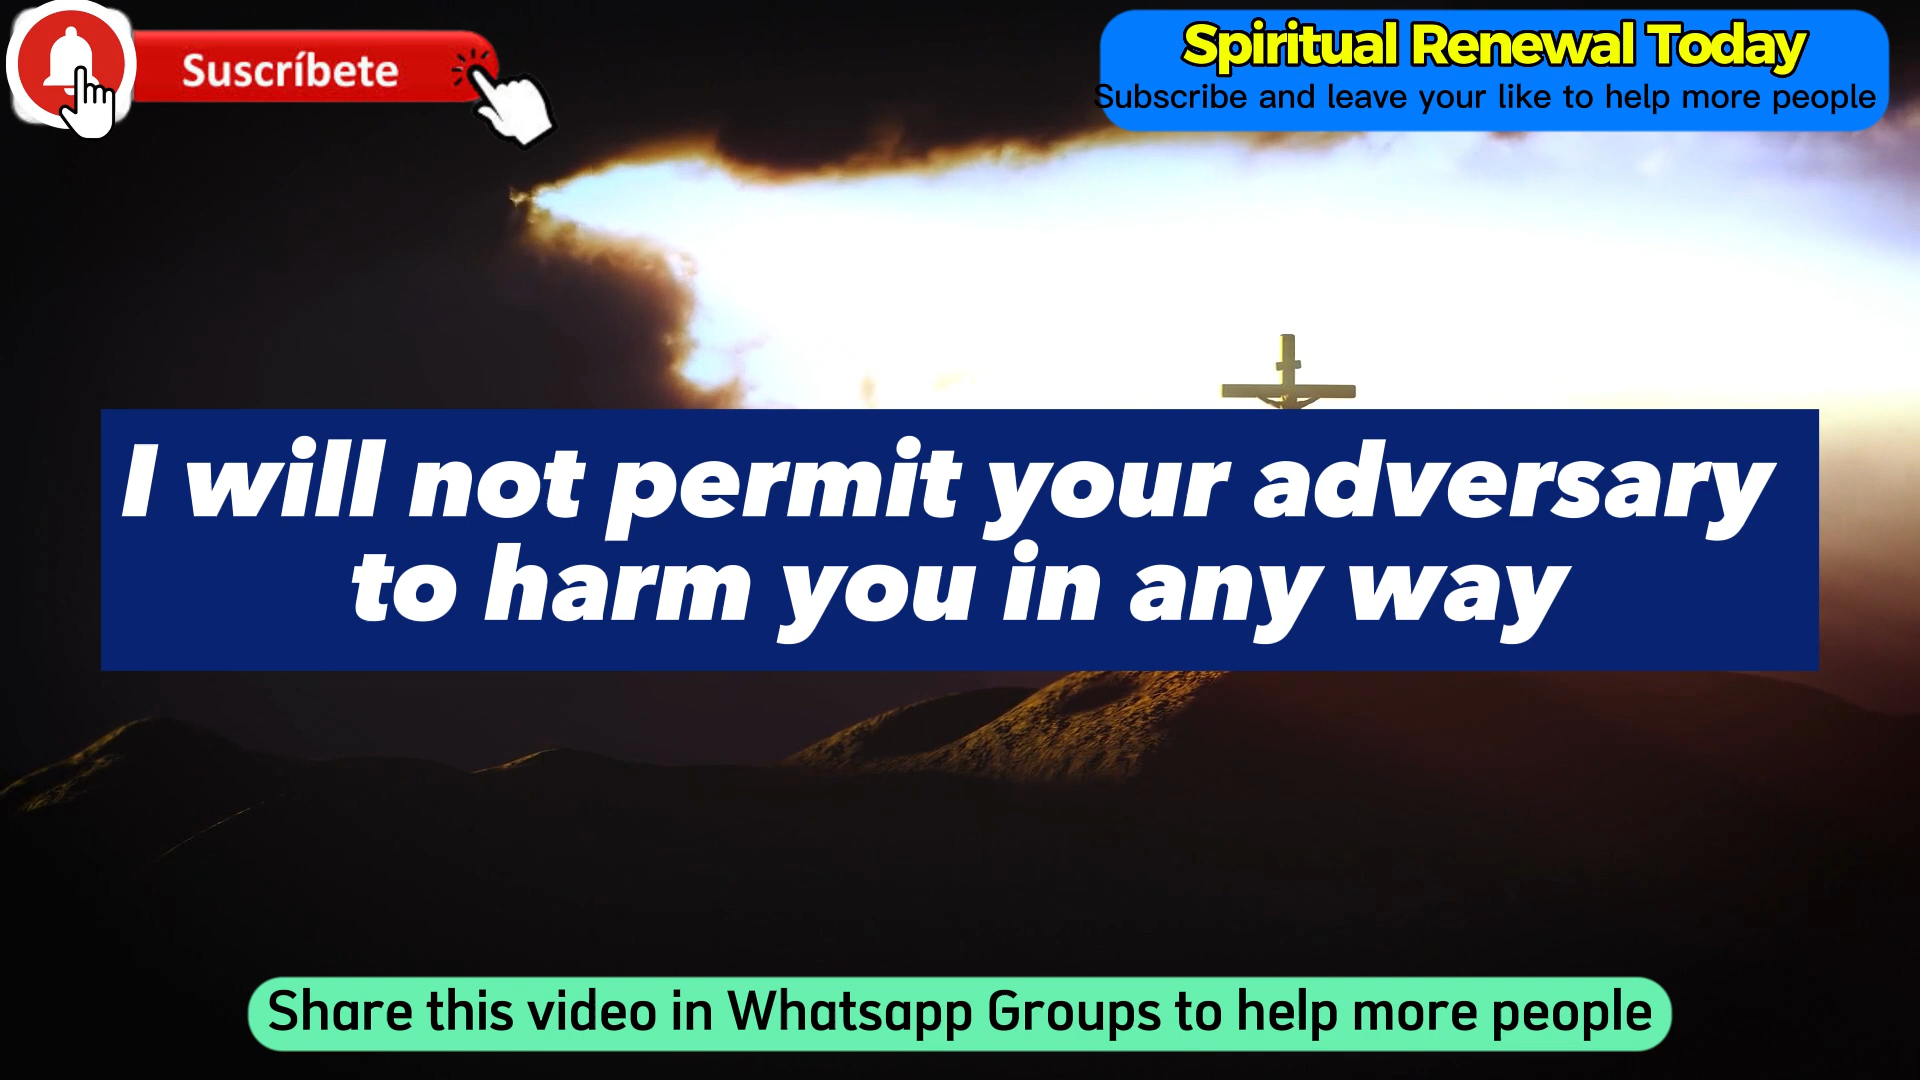 Suscríbete
Spiritual Renewal Today
Subscribe and leave your like to help more people
I will not permit your adversary
to harm you in any way
Share this video in Whatsapp Groups to help more people